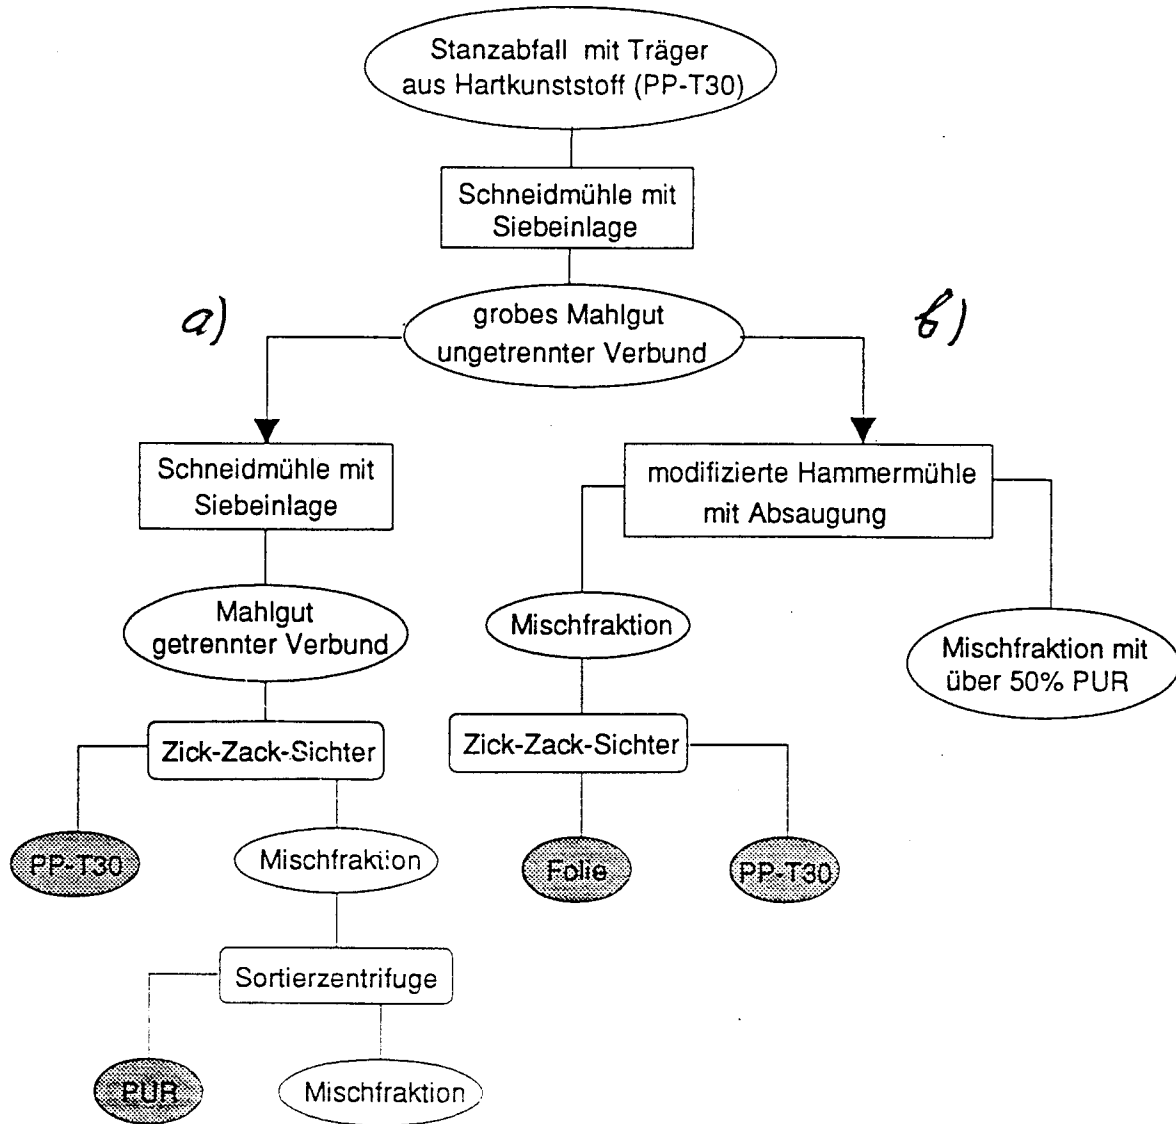 Stanzabfall mit Träger
aus Hartkunststoff (PP-T30)
Schneidmühle mit
Siebeinlage
a)
grobes Mahlgut
ungetrennter Verbund
b)
Schneidmühle mit
Siebeinlage
modifizierte Hammermühle
mit Absaugung
Mahlgut
getrennter Verbund
Mischfraktion
Mischfraktion mit
über 50% PUR
Zick-Zack-Sichter
Zick-Zack-Sichter
PP-T30
Mischfraktion
Folie
PP-T30
Sortierzentrifuge
PUR
Mischfraktion